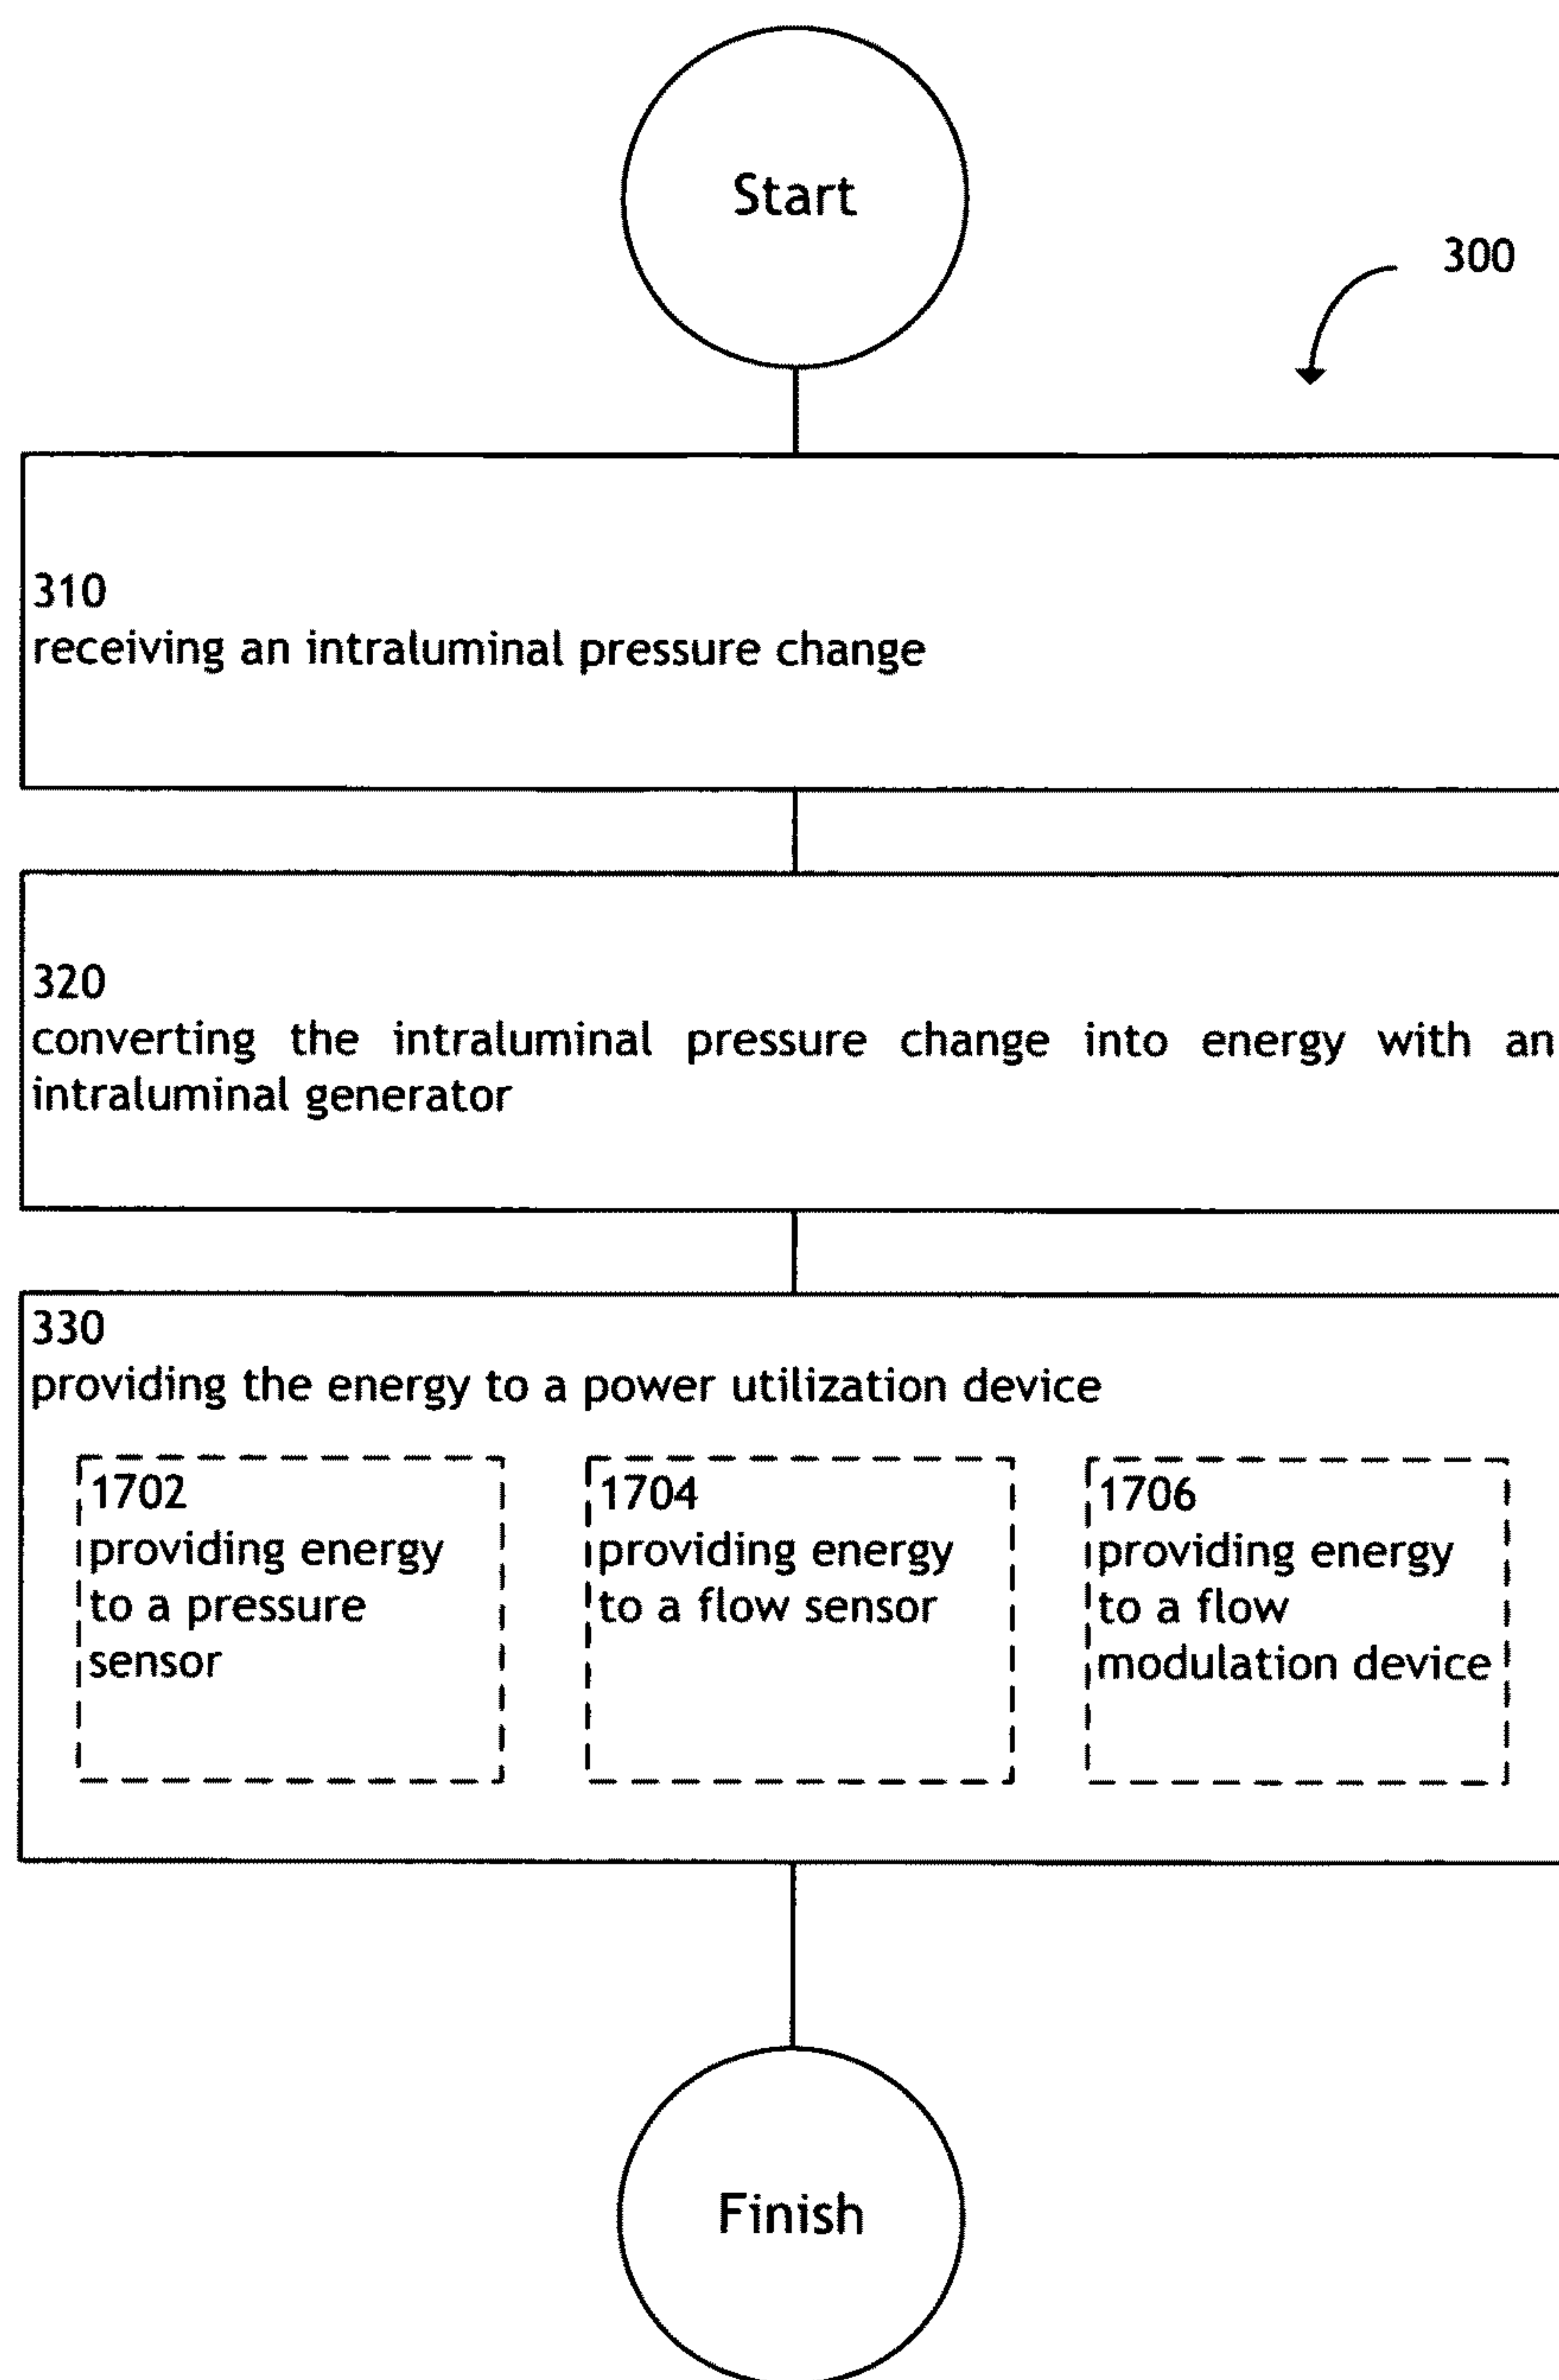 Start
300
310
receiving an intraluminal pressure change
320
converting the intraluminal pressure change into energy with an
intraluminal generator
330
providing the energy to a power utilization device
1702
providing energy
to a pressure
sensor
1704
providing energy
to a flow sensor
1706
providing energy
to a flow
modulation device
Finish